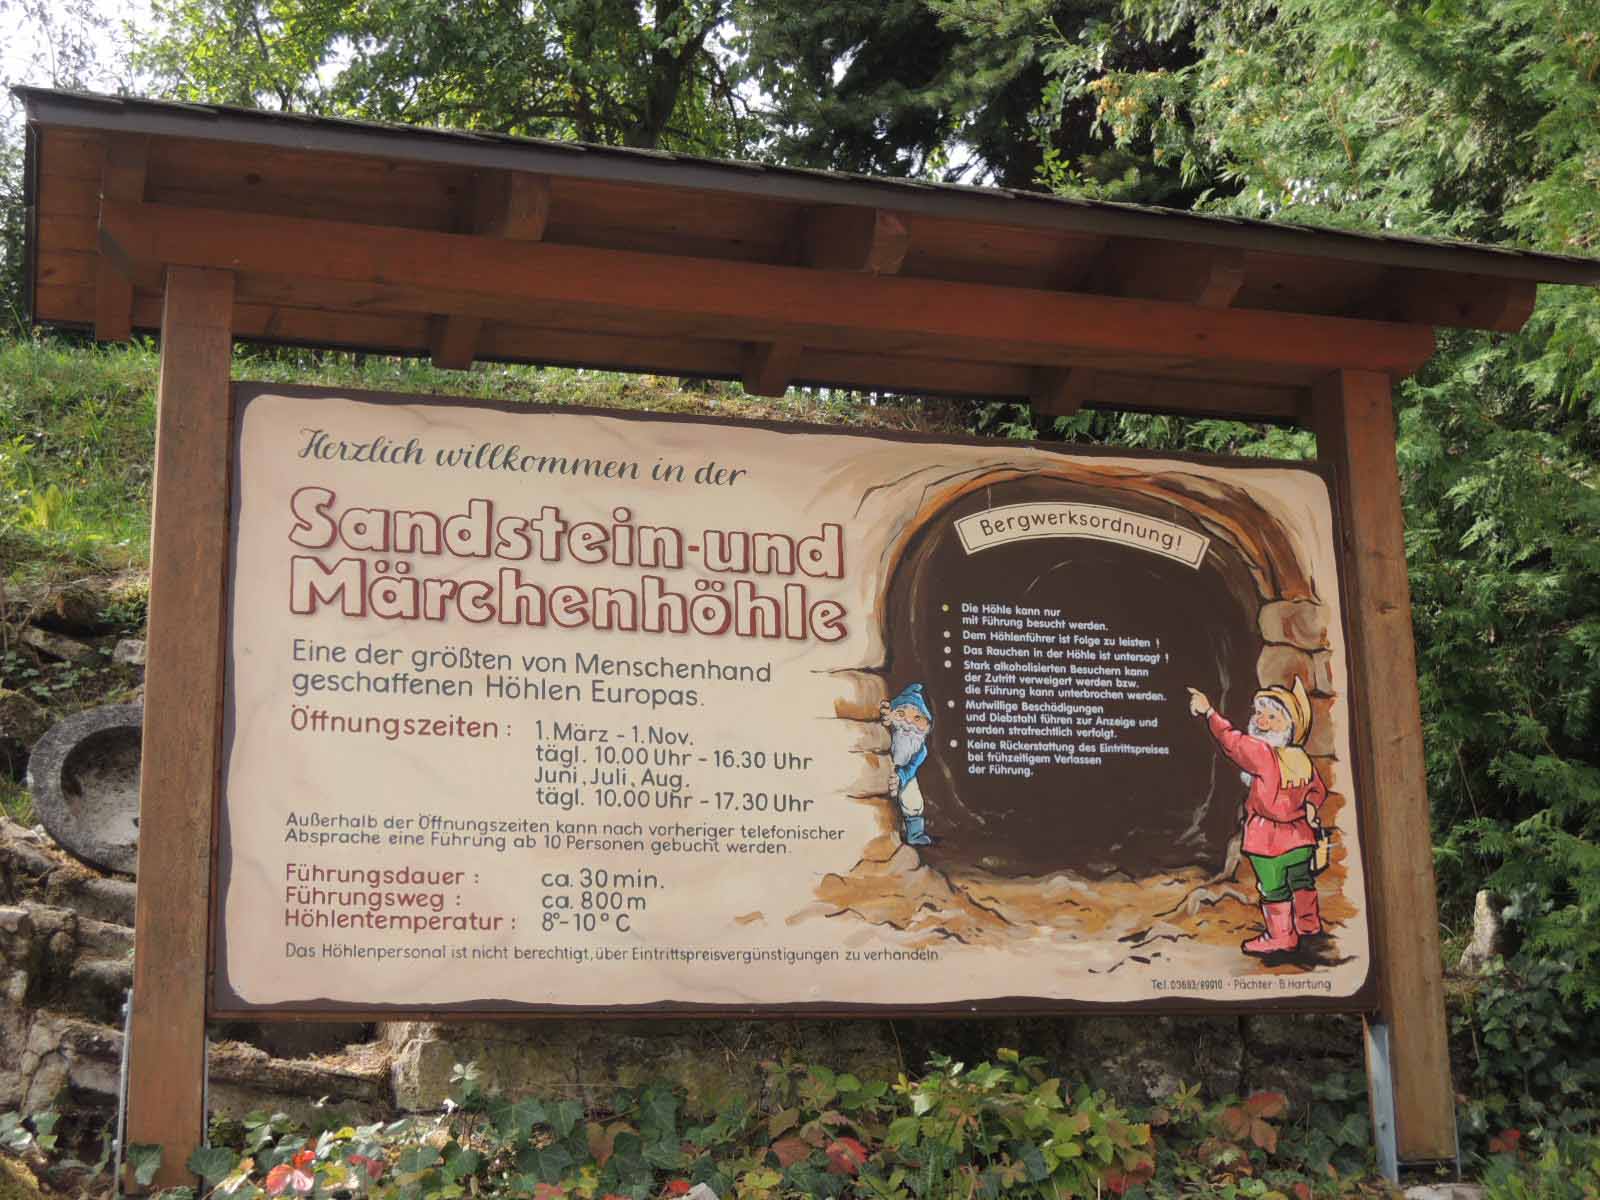 Herzlich willkommen in der
Sandstein-und
Märchenhöhle
Eine der größten von Menschenhand
geschaffenen Höhlen Europas.
Öffnungszeiten : 1. März - 1. Nov.
tägl. 10.00 Uhr - 16.30 Uhr
Juni, Juli, Aug.
tägl. 10.00 Uhr - 17.30 Uhr
Außerhalb der Öffnungszeiten kann nach vorheriger telefonischer
Absprache eine Führung ab 10 Personen gebucht werden.
Führungsdauer : ca. 30 min.
Führungsweg : ca. 800 m
Höhlentemperatur : 8°-10° C
Das Höhlenpersonal ist nicht berechtigt, über Eintrittspreisvergünstigungen zu verhandeln.
Bergwerksordnung!
• Die Höhle kann nur
mit Führung besucht werden.
• Dem Höhlenführer ist Folge zu leisten !
• Das Rauchen in der Höhle ist untersagt !
• Stark alkoholisierten Besuchern kann
der Zutritt verweigert werden bzw.
die Führung kann unterbrochen werden.
• Mutwillige Beschädigungen
und Diebstahl führen zur Anzeige und
werden strafrechtlich verfolgt.
• Keine Rückerstattung des Eintrittspreises
bei frühzeitigem Verlassen
der Führung.
Tel. 03683/69910 · Pächter: B. Hartung